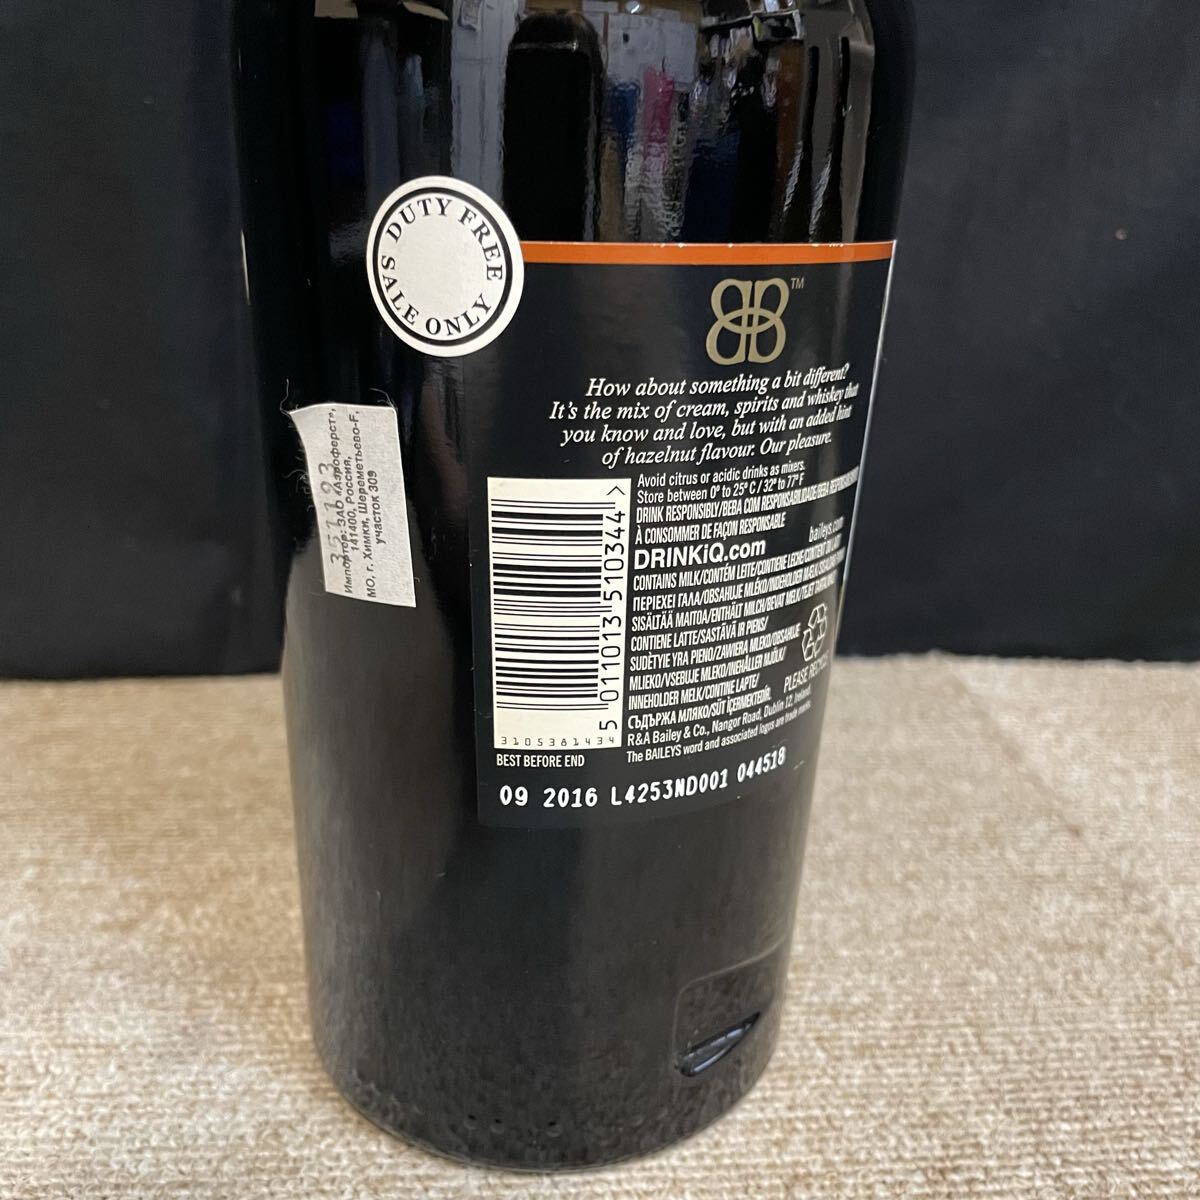 DUTY FREE
SALE ONLY
351123
Импортер: ЗАО «Аэроферст»,
141400, Россия,
МО, г. Химки, Шереметьево-F,
участок 309
BB™
How about something a bit different?
It's the mix of cream, spirits and whiskey that
you know and love, but with an added hint
of hazelnut flavour. Our pleasure.
Avoid citrus or acidic drinks as mixers.
Store between 0° to 25° C / 32° to 77° F
DRINK RESPONSIBLY/BEBA COM RESPONSABILIDADE/BEBA
À CONSOMMER DE FAÇON RESPONSABLE
baileys.com
DRINKiQ.com
CONTAINS MILK/CONTÉM LEITE/CONTIENE LECHE/CONTIENT DU LAIT
ΠΕΡΙΕΧΕΙ ΓΑΛΑ/OBSAHUJE MLÉKO/INDEHOLDER MÆLK
SISÄLTÄÄ MAITOA/ENTHÄLT MILCH/BEVAT MELK/TEJET
CONTIENE LATTE/SASTĀVĀ IR PIENS/
SUDĖTYJE YRA PIENO/ZAWIERA MLEKO/OBSAHUJE
MLIEKO/VSEBUJE MLEKO/INEHÅLLER MJÖLK/
INNEHOLDER MELK/CONTINE LAPTE/
СЪДЪРЖА МЛЯКО/SÜT İÇERMEKTEDİR.
PLEASE RECYCLE
R&A Bailey & Co., Nangor Road, Dublin 12, Ireland.
The BAILEYS word and associated logos are trade marks.
5 011013 510344 >
3105381434
BEST BEFORE END
09 2016 L4253ND001 044518